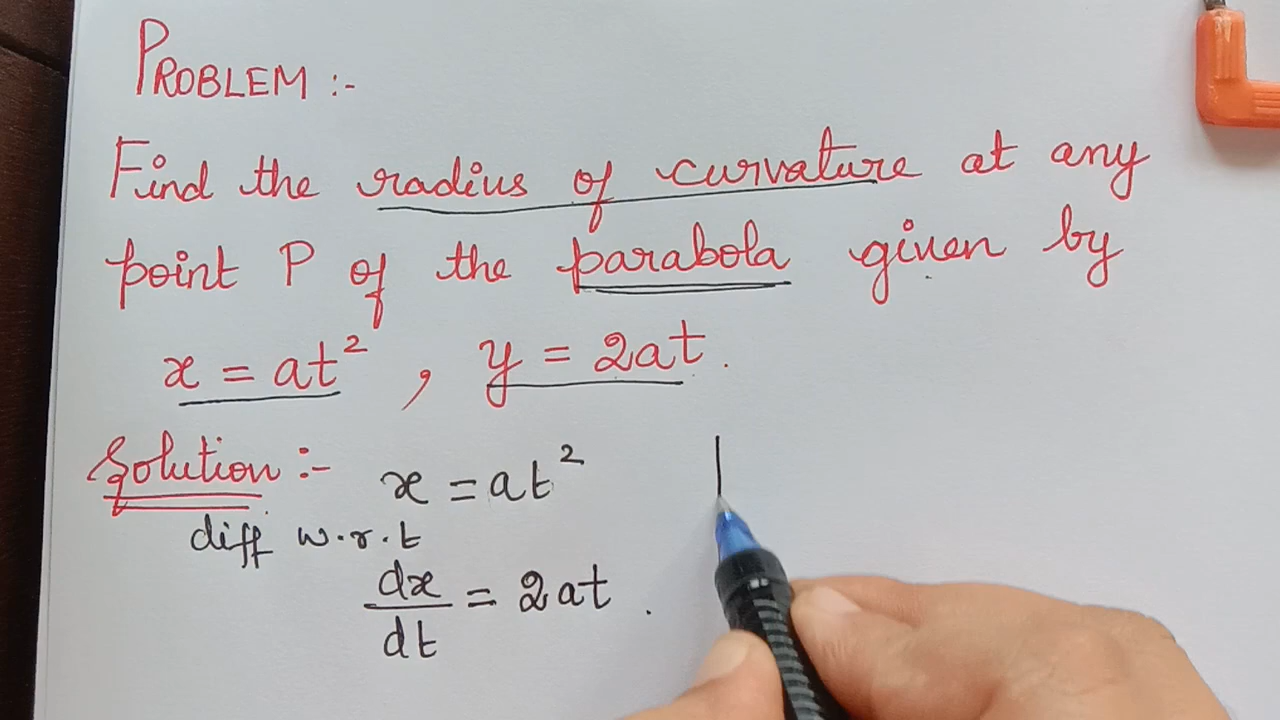 PROBLEM :-
Find the radius of curvature at any
point P of the parabola given by
x = at² , y = 2at .
Solution :- x = at²
diff w.r.t
dx/dt = 2at .